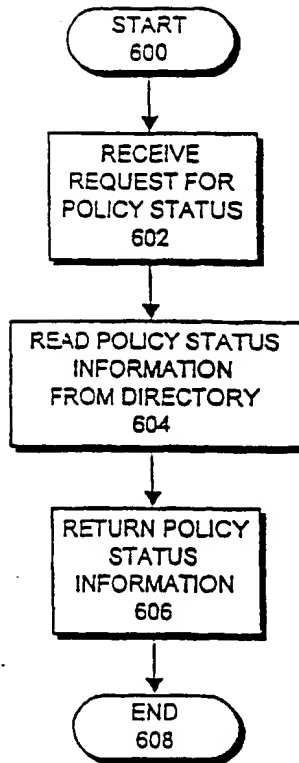 START
600
RECEIVE
REQUEST FOR
POLICY STATUS
602
READ POLICY STATUS
INFORMATION
FROM DIRECTORY
604
RETURN POLICY
STATUS
INFORMATION
606
END
608